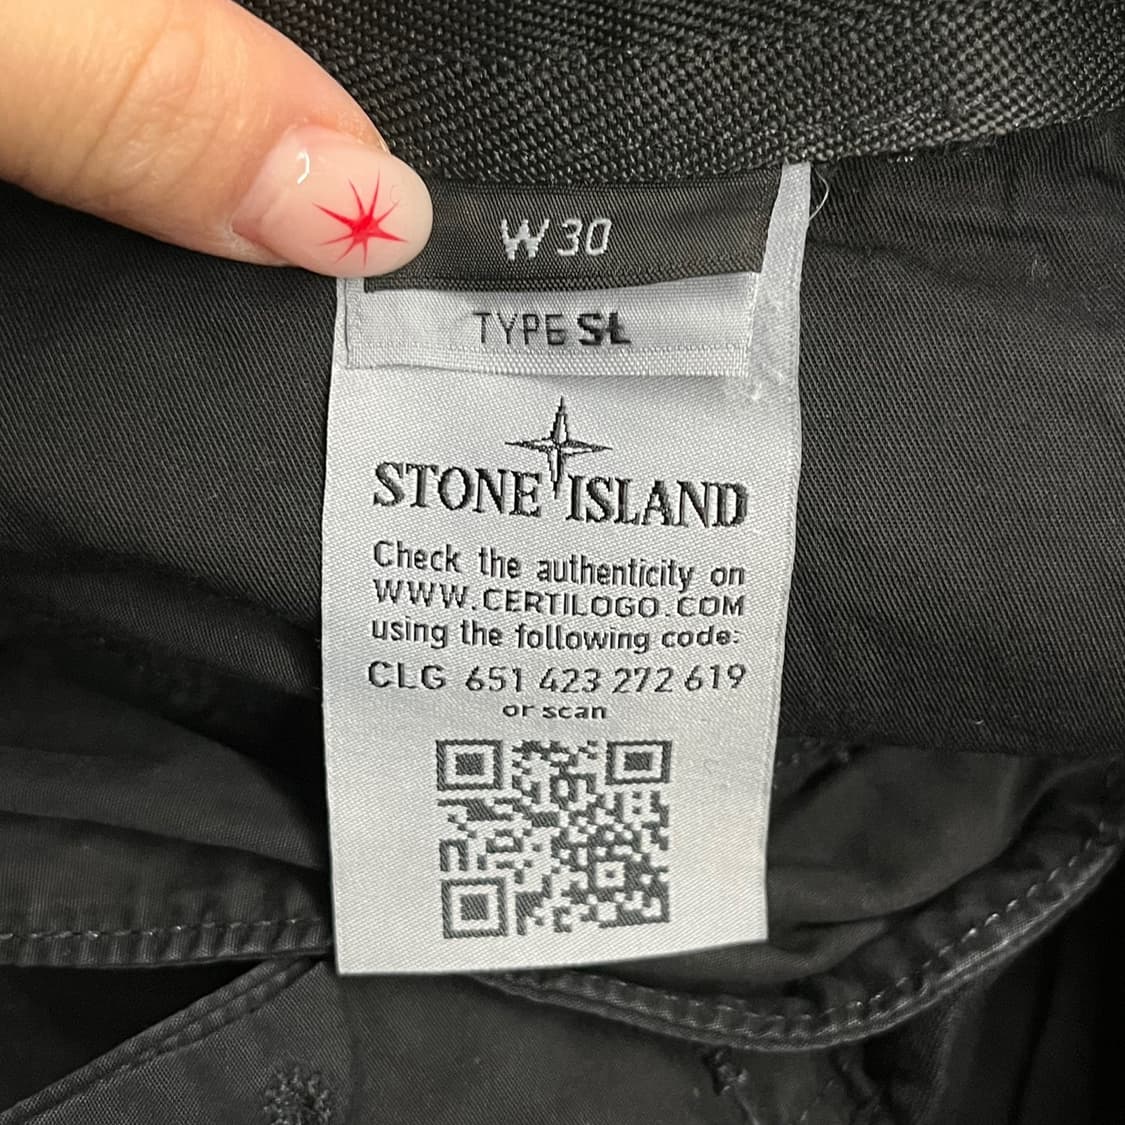 W30
TYPE SL
STONE ISLAND
Check the authenticity on
WWW.CERTILOGO.COM
using the following code:
CLG 651 423 272 619
or scan